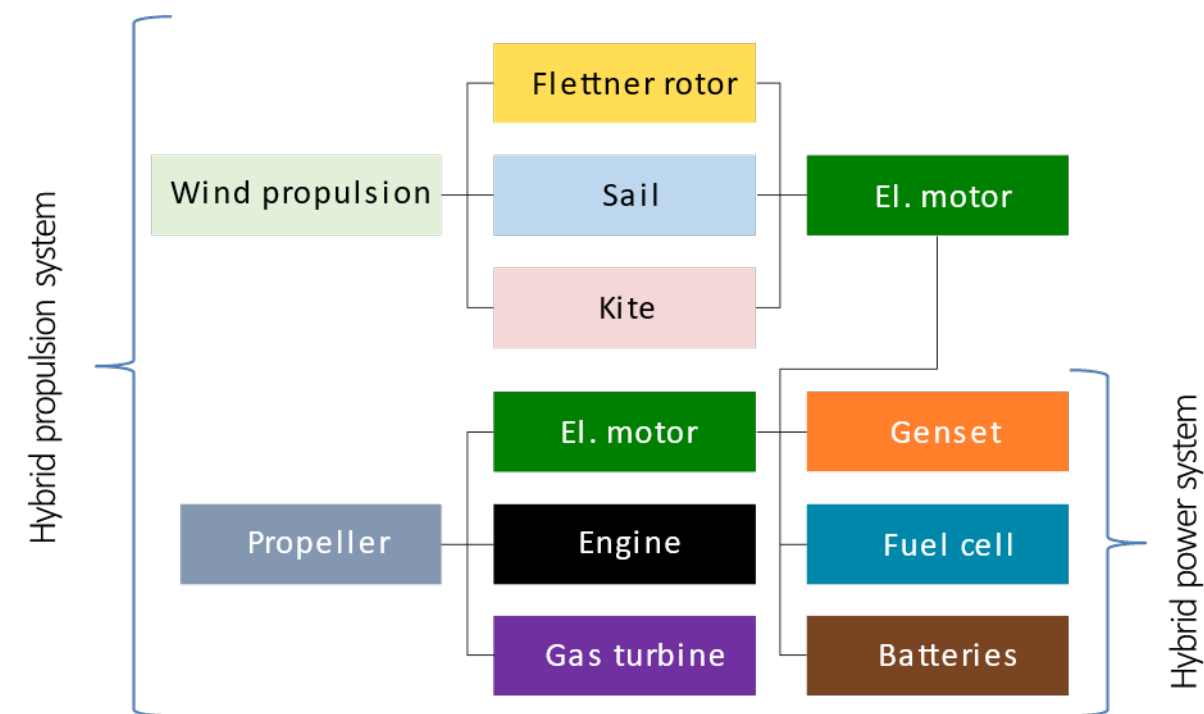 Hybrid propulsion system
Flettner rotor
Wind propulsion
Sail
El. motor
Kite
El. motor
Genset
Propeller
Engine
Fuel cell
Gas turbine
Batteries
Hybrid power system